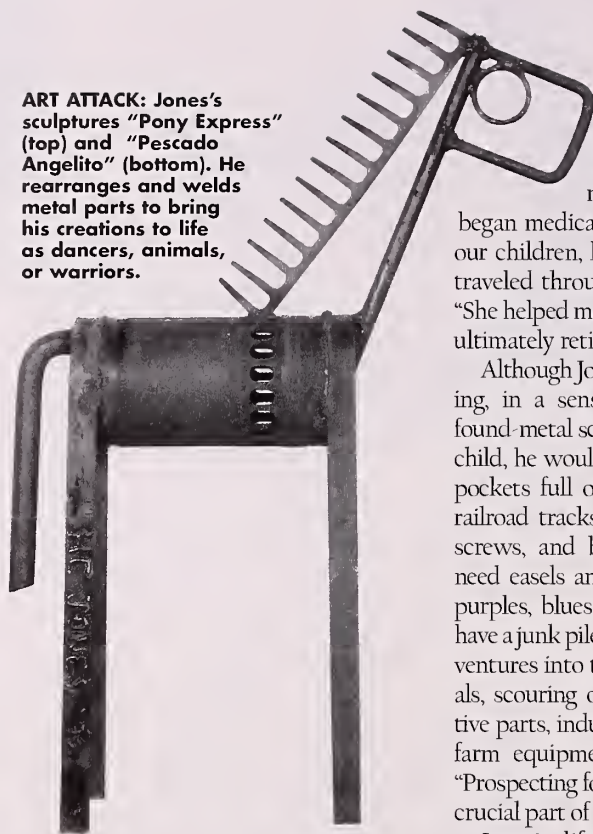 ART ATTACK: Jones's
sculptures "Pony Express"
(top) and "Pescado
Angelito" (bottom). He
rearranges and welds
metal parts to bring
his creations to life
as dancers, animals,
or warriors.
began medica
our children,
traveled throu
“She helped m
ultimately reti
Although Jo
ing, in a sens
found-metal sc
child, he woul
pockets full o
railroad tracks
screws, and
need easels an
purples, blues
have a junk pile
ventures into t
als, scouring o
tive parts, indu
farm equipme
“Prospecting fo
crucial part of